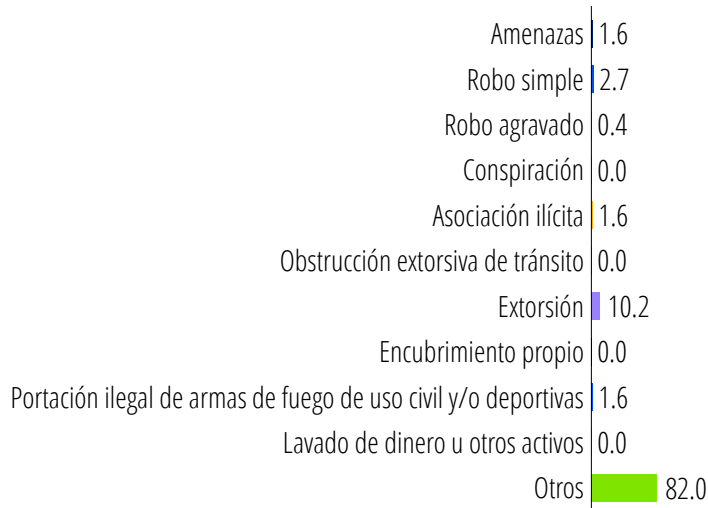 Amenazas 1.6
Robo simple 2.7
Robo agravado 0.4
Conspiración 0.0
Asociación ilícita 1.6
Obstrucción extorsiva de tránsito 0.0
Extorsión 10.2
Encubrimiento propio 0.0
Portación ilegal de armas de fuego de uso civil y/o deportivas 1.6
Lavado de dinero u otros activos 0.0
Otros 82.0